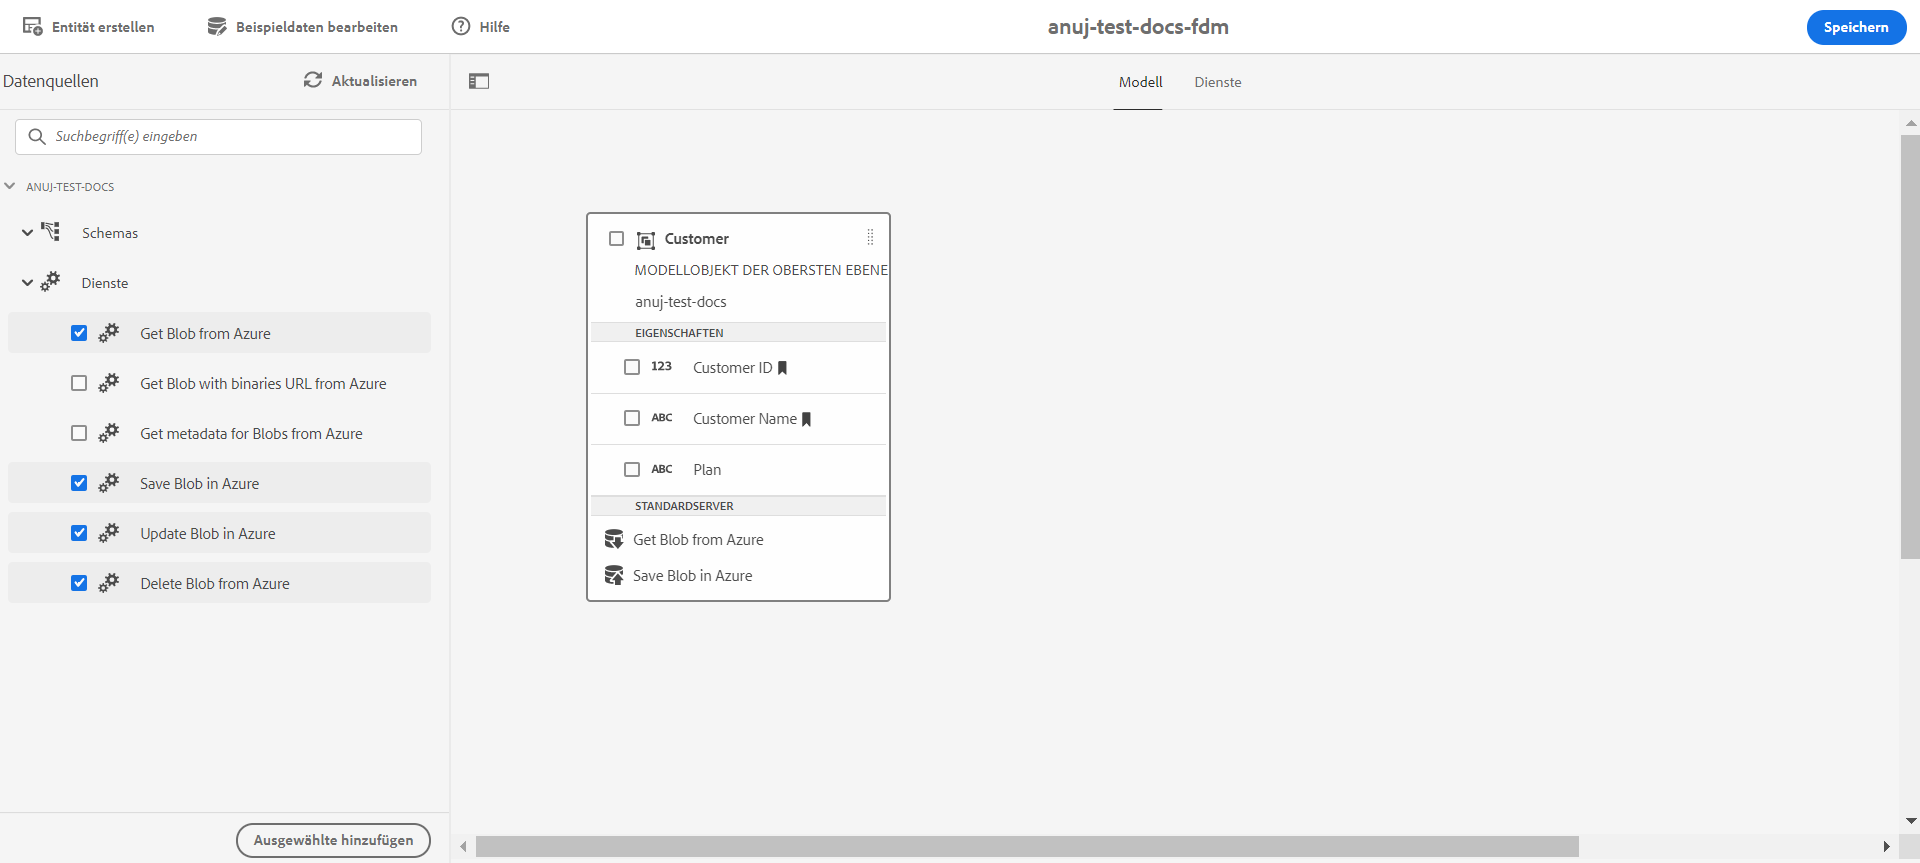 Entität erstellen
Beispieldaten bearbeiten
Hilfe
anuj-test-docs-fdm
Speichern
Datenquellen
Aktualisieren
Modell
Dienste
Suchbegriff(e) eingeben
ANUJ-TEST-DOCS
Schemas
Dienste
Get Blob from Azure
Get Blob with binaries URL from Azure
Get metadata for Blobs from Azure
Save Blob in Azure
Update Blob in Azure
Delete Blob from Azure
Ausgewählte hinzufügen
Customer
MODELLOBJEKT DER OBERSTEN EBENE
anuj-test-docs
EIGENSCHAFTEN
123 Customer ID
ABC Customer Name
ABC Plan
STANDARDSERVER
Get Blob from Azure
Save Blob in Azure